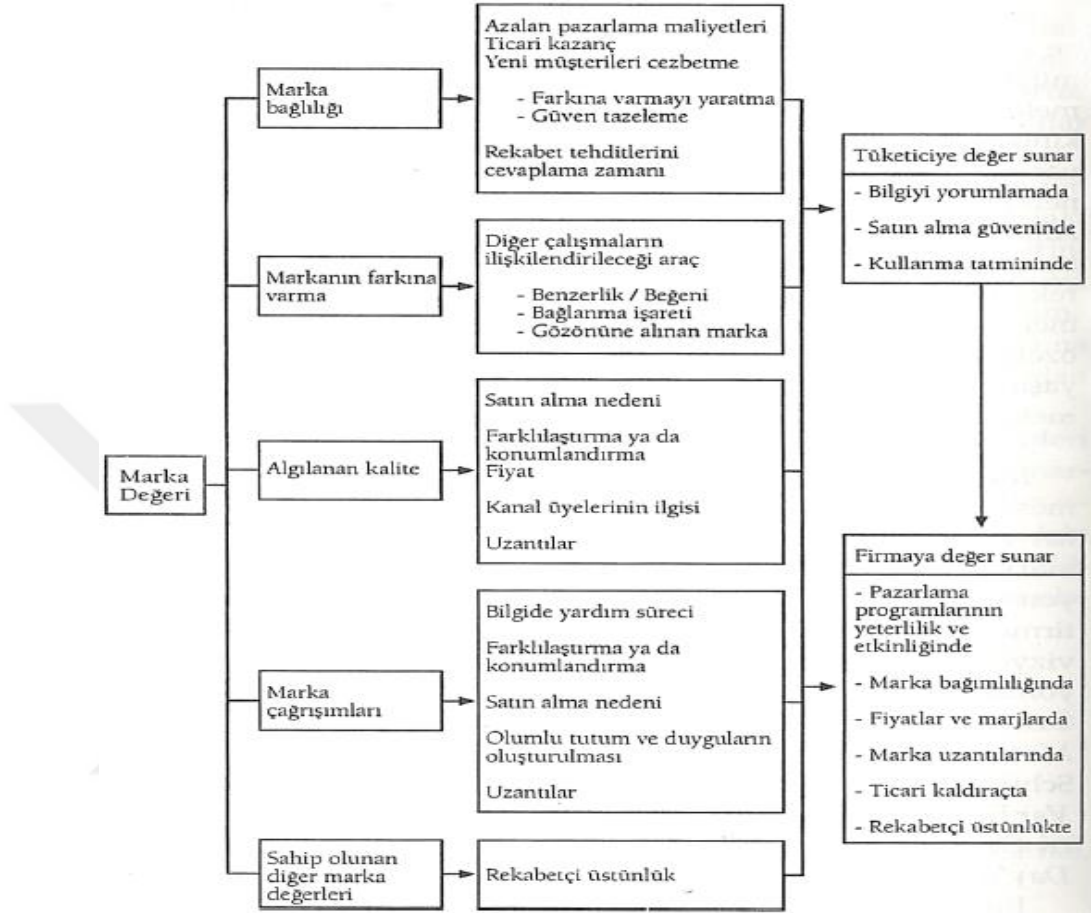 Marka
Değeri
Marka
bağlılığı
Azalan pazarlama maliyetleri
Ticari kazanç
Yeni müşterileri cezbetme
- Farkına varmayı yaratma
- Güven tazeleme
Rekabet tehditlerini
cevaplama zamanı
Markanın farkına
varma
Diğer çalışmaların
ilişkilendirileceği araç
- Benzerlik / Beğeni
- Bağlanma işareti
- Gözönüne alınan marka
Algılanan kalite
Satın alma nedeni
Farklılaştırma ya da
konumlandırma
Fiyat
Kanal üyelerinin ilgisi
Uzantılar
Marka
çağrışımları
Bilgide yardım süreci
Farklılaştırma ya da
konumlandırma
Satın alma nedeni
Olumlu tutum ve duyguların
oluşturulması
Uzantılar
Sahip olunan
diğer marka
değerleri
Rekabetçi üstünlük
Tüketiciye değer sunar
- Bilgiyi yorumlamada
- Satın alma güveninde
- Kullanma tatmininde
Firmaya değer sunar
- Pazarlama
programlarının
yeterlilik ve
etkinliğinde
- Marka bağımlılığında
- Fiyatlar ve marjlarda
- Marka uzantılarında
- Ticari kaldıraçta
- Rekabetçi üstünlükte